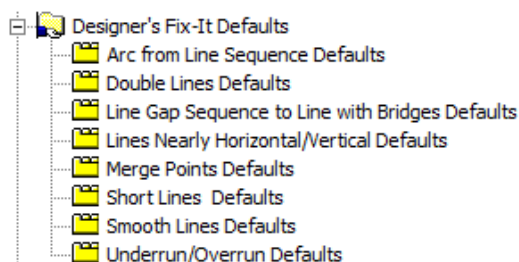 Designer's Fix-It Defaults
Arc from Line Sequence Defaults
Double Lines Defaults
Line Gap Sequence to Line with Bridges Defaults
Lines Nearly Horizontal/Vertical Defaults
Merge Points Defaults
Short Lines  Defaults
Smooth Lines Defaults
Underrun/Overrun Defaults